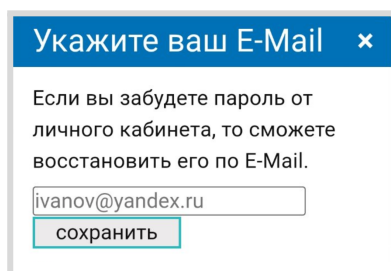 Укажите ваш E-Mail ×
Если вы забудете пароль от
личного кабинета, то сможете
восстановить его по E-Mail.
ivanov@yandex.ru
сохранить